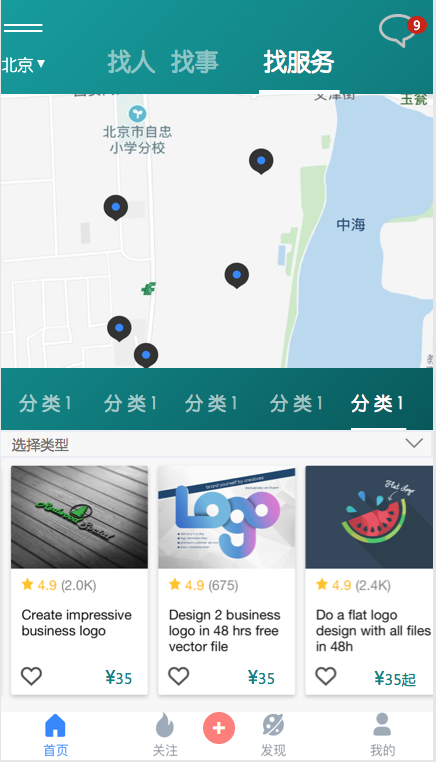 9
北京 找人 找事 找服务
文津街
玉瓮
北京市自忠
小学分校
中海
分类1 分类1 分类1 分类1 分类1
选择类型
brand yourself by creatives
Logo
Flat Logo
4.9 (2.0K)
4.9 (675)
4.9 (2.4K)
Create impressive
business logo
Design 2 business
logo in 48 hrs free
vector file
Do a flat logo
design with all files
in 48h
¥35
¥35
¥35起
首页 关注 发现 我的